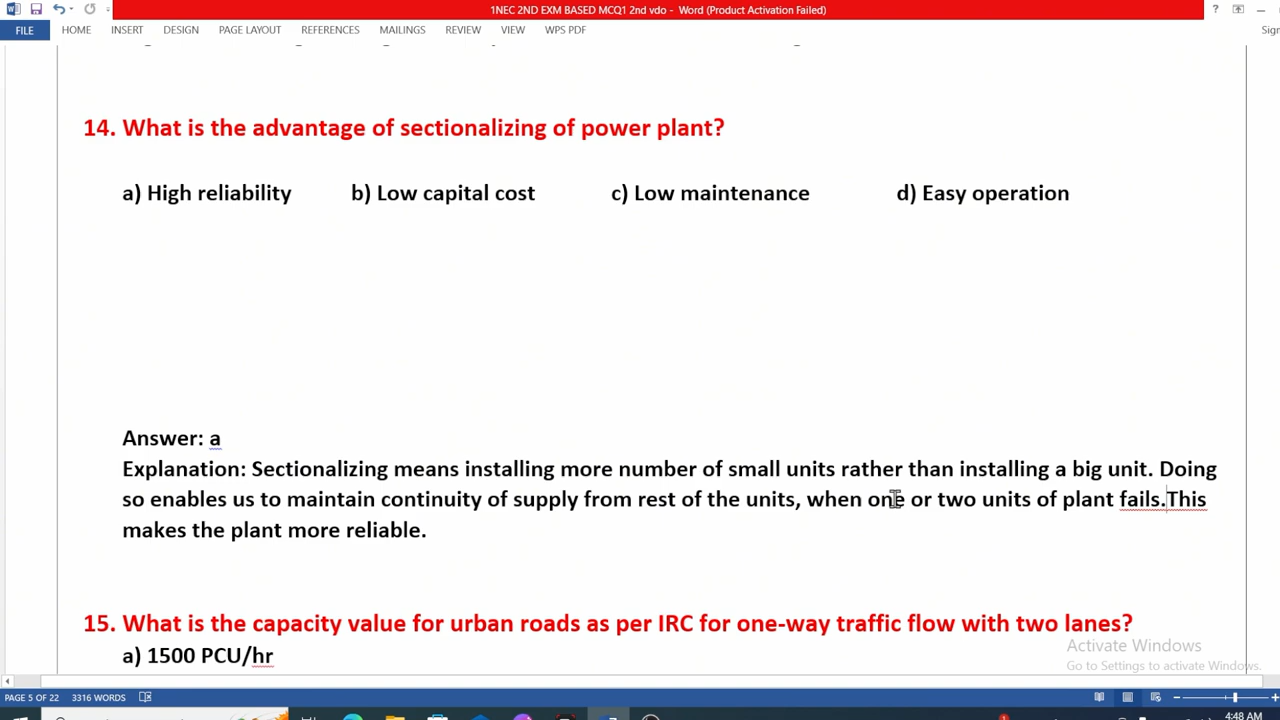 1NEC 2ND EXM BASED MCQ1 2nd vdo - Word (Product Activation Failed)
FILE HOME INSERT DESIGN PAGE LAYOUT REFERENCES MAILINGS REVIEW VIEW WPS PDF Sign
14. What is the advantage of sectionalizing of power plant?
a) High reliability b) Low capital cost c) Low maintenance d) Easy operation
Answer: a
Explanation: Sectionalizing means installing more number of small units rather than installing a big unit. Doing
so enables us to maintain continuity of supply from rest of the units, when one or two units of plant fails.This
makes the plant more reliable.
15. What is the capacity value for urban roads as per IRC for one-way traffic flow with two lanes?
a) 1500 PCU/hr
Activate Windows
Go to Settings to activate Windows.
PAGE 5 OF 22 3316 WORDS
4:48 AM